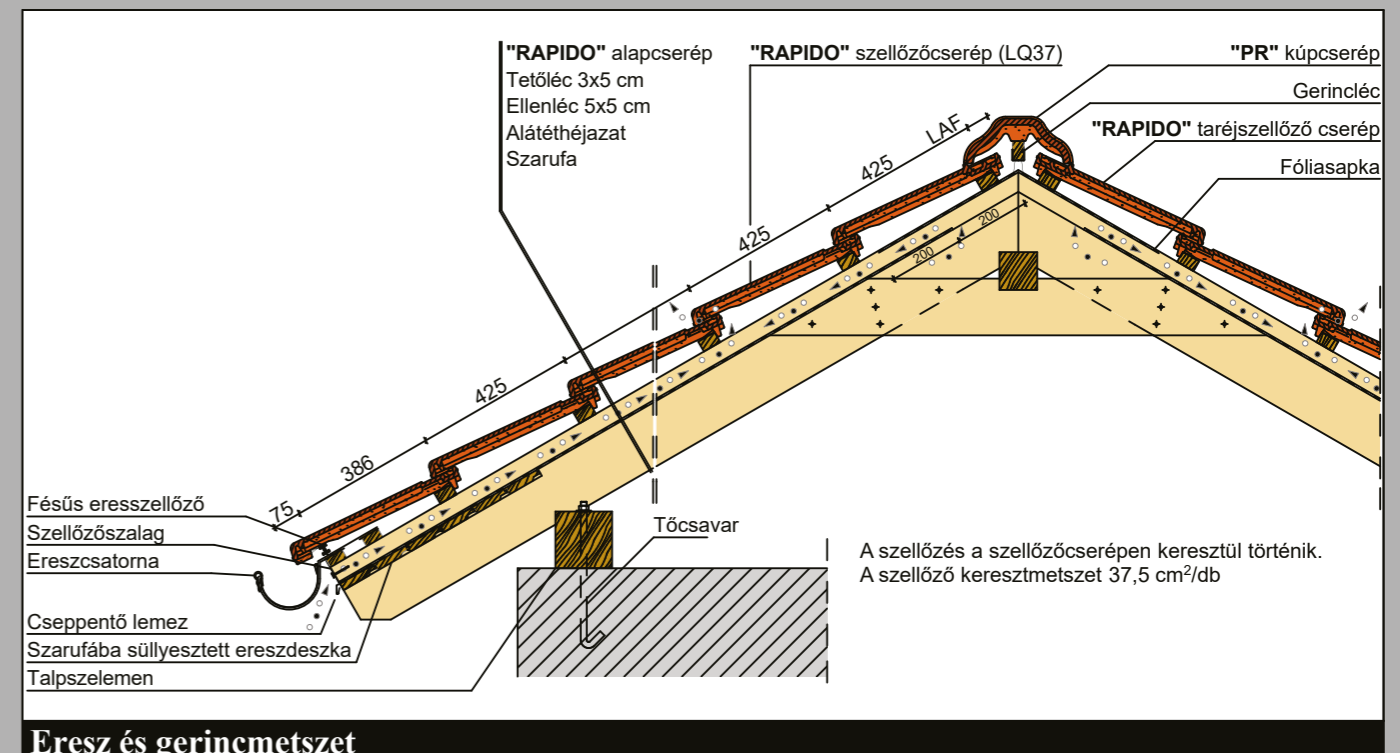 "RAPIDO" alapcserép
Tetőléc 3x5 cm
Ellenléc 5x5 cm
Alátéthéjazat
Szarufa
"RAPIDO" szellőzőcserép (LQ37)
"PR" kúpcserép
Gerincléc
"RAPIDO" taréjszellőző cserép
Fóliasapka
LAF
425
425
425
386
75
200
200
Fésűs eresszellőző
Szellőzőszalag
Ereszcsatorna
Cseppentő lemez
Szarufába süllyesztett ereszdeszka
Talpszelemen
Tőcsavar
A szellőzés a szellőzőcserépen keresztül történik.
A szellőző keresztmetszet 37,5 cm²/db
Eresz és gerincmetszet